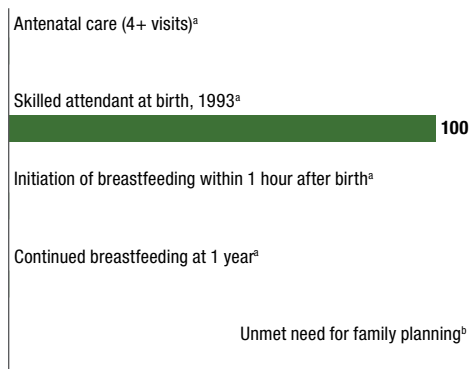 Antenatal care (4+ visits)ᵃ
Skilled attendant at birth, 1993ᵃ
100
Initiation of breastfeeding within 1 hour after birthᵃ
Continued breastfeeding at 1 yearᵃ
Unmet need for family planningᵇ